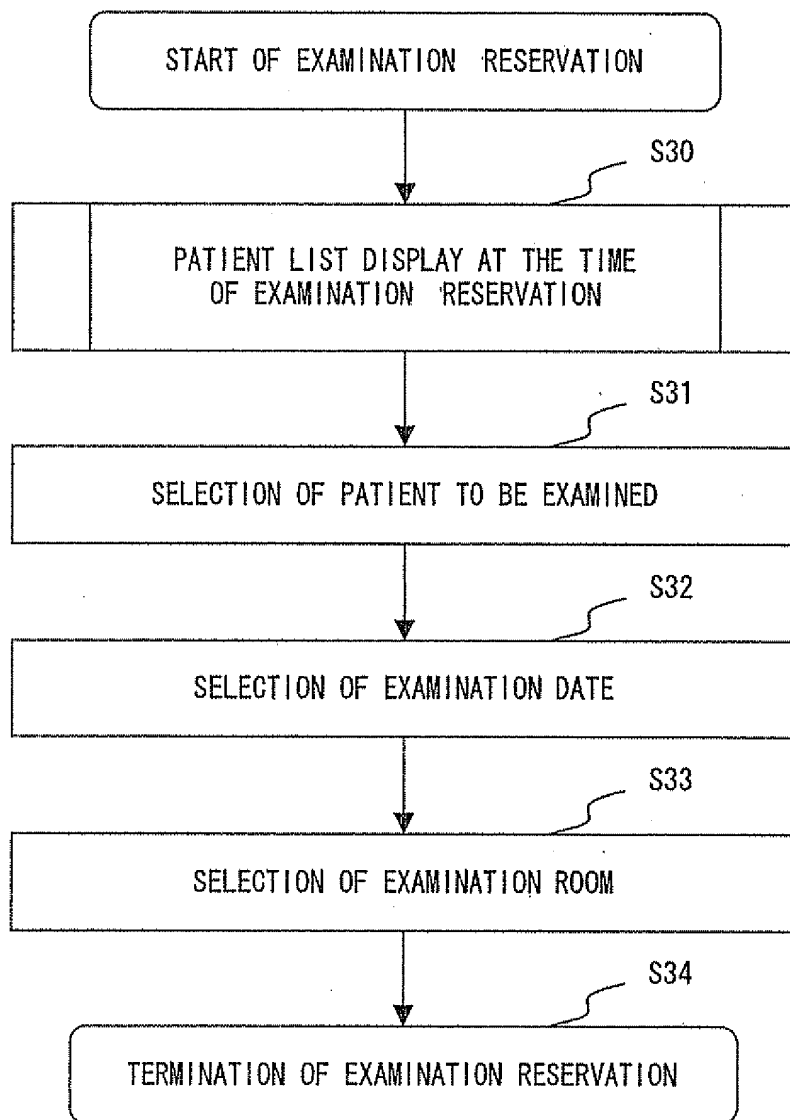 START OF EXAMINATION RESERVATION
S30
PATIENT LIST DISPLAY AT THE TIME
OF EXAMINATION RESERVATION
S31
SELECTION OF PATIENT TO BE EXAMINED
S32
SELECTION OF EXAMINATION DATE
S33
SELECTION OF EXAMINATION ROOM
S34
TERMINATION OF EXAMINATION RESERVATION